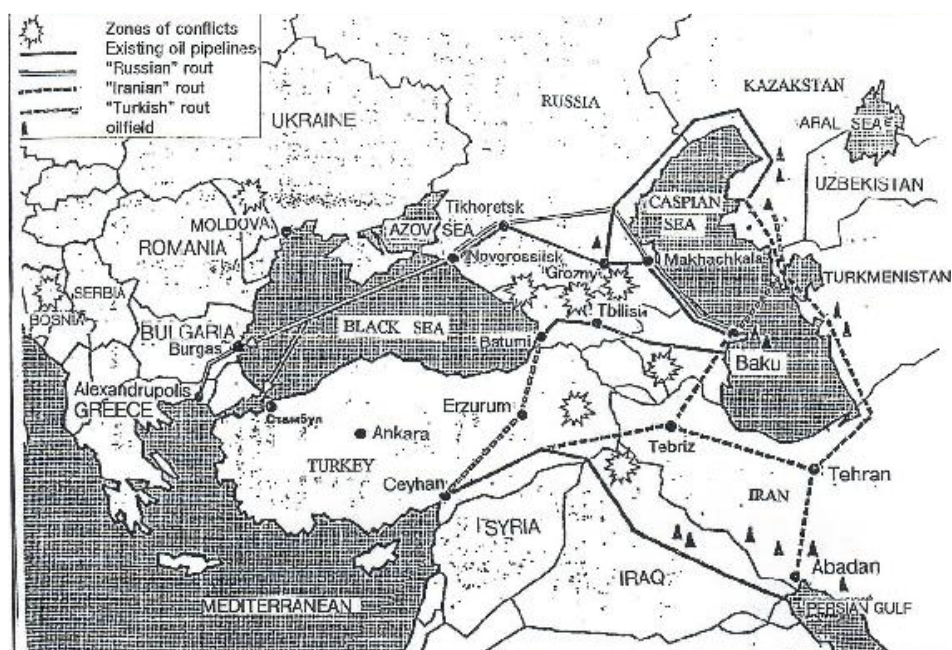 Zones of conflicts
Existing oil pipelines
"Russian" rout
"Iranian" rout
"Turkish" rout
oilfield
KAZAKSTAN
RUSSIA
UKRAINE
ARAL SEA
UZBEKISTAN
CASPIAN
SEA
MOLDOVA
Tikhoretsk
AZOV SEA
ROMANIA
Novorossiisk
"Grozny
Makhachkala
TURKMENISTAN
SERBIA
BOSNIA
BULGARIA
Burgas
BLACK SEA
Tbilisi
Batumi
Baku
Alexandrupolis
GREECE
Стамбул
Erzurum
Ankara
Tebriz
TURKEY
Ceyhan
Tehran
IRAN
SYRIA
IRAQ
Abadan
MEDITERRANEAN
PERSIAN GULF